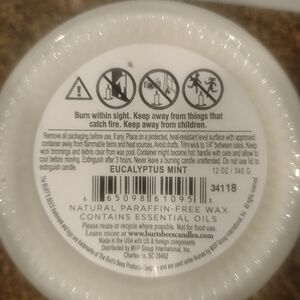 Burn within sight. Keep away from things that
catch fire. Keep away from children.
Remove all packaging before use, if any. Place on a protected, heat-resistant level surface with approved
container away from flammable items and heat sources. Avoid drafts. Trim wick to 1/4" between uses. Keep
wick trimmings and debris clear from wax pool. Container might become hot handle with care and allow to
cool before moving. Extinguish after 3 hours. Never leave a burning candle unattended. Do not use lid to
extinguish candle.
EUCALYPTUS MINT
12 OZ / 340 G
34118
65098 61095
NATURAL PARAFFIN-FREE WAX
CONTAINS ESSENTIAL OILS
Please reuse or recycle where possible. Not for food use.
Learn more at www.burtsbeescandles.com
Made in the USA with US & foreign components
Distributed by MVP Group International, Inc.
Charleston, SC 29492